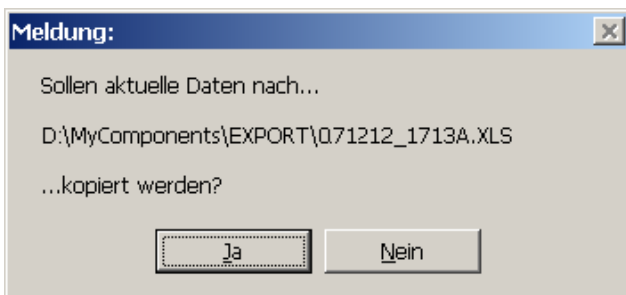 Meldung:
Sollen aktuelle Daten nach...
D:\MyComponents\EXPORT\071212_1713A.XLS
...kopiert werden?
Ja
Nein